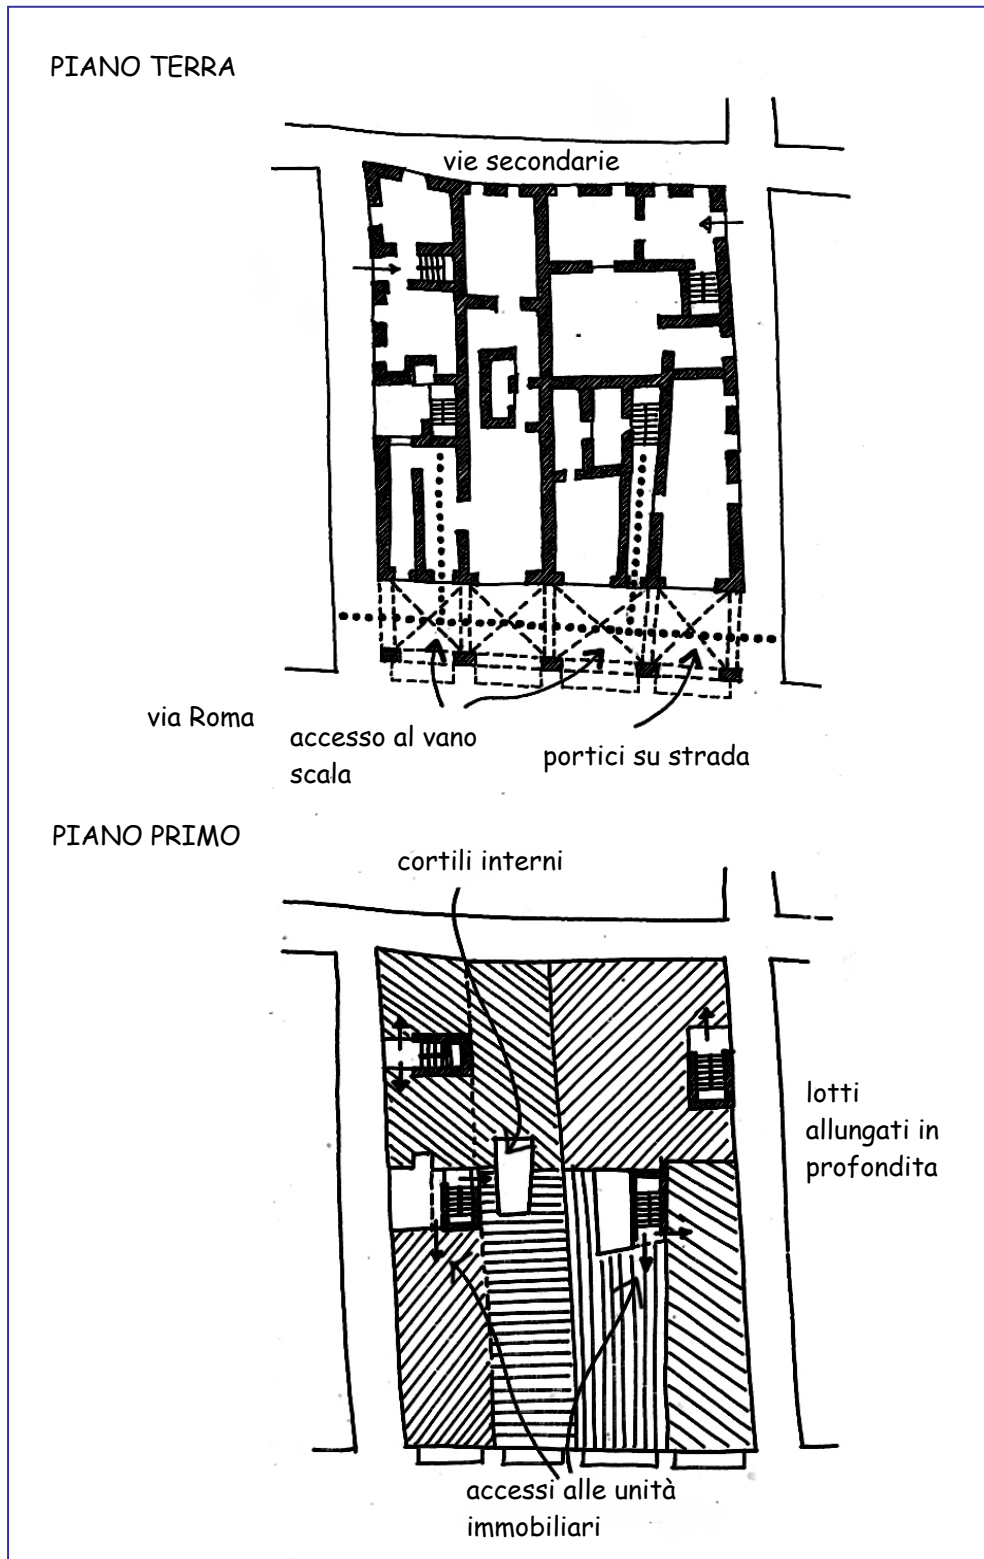 PIANO TERRA
vie secondarie
via Roma
accesso al vano
scala
portici su strada
PIANO PRIMO
cortili interni
lotti
allungati in
profondita
accessi alle unità
immobiliari